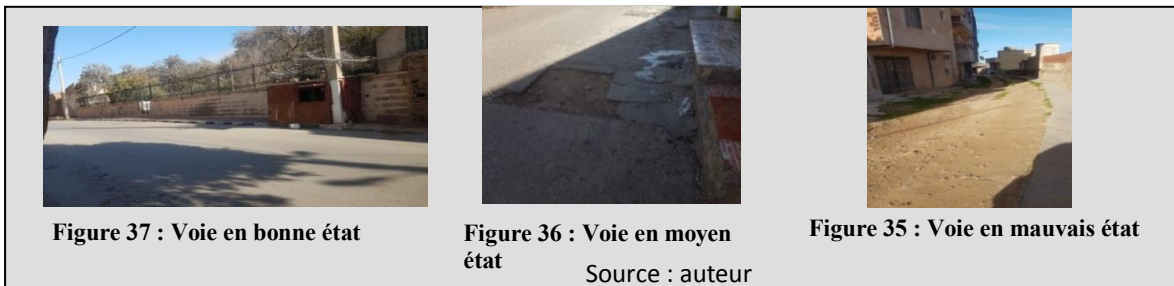 Figure 37 : Voie en bonne état
Figure 36 : Voie en moyen
état
Figure 35 : Voie en mauvais état
Source : auteur